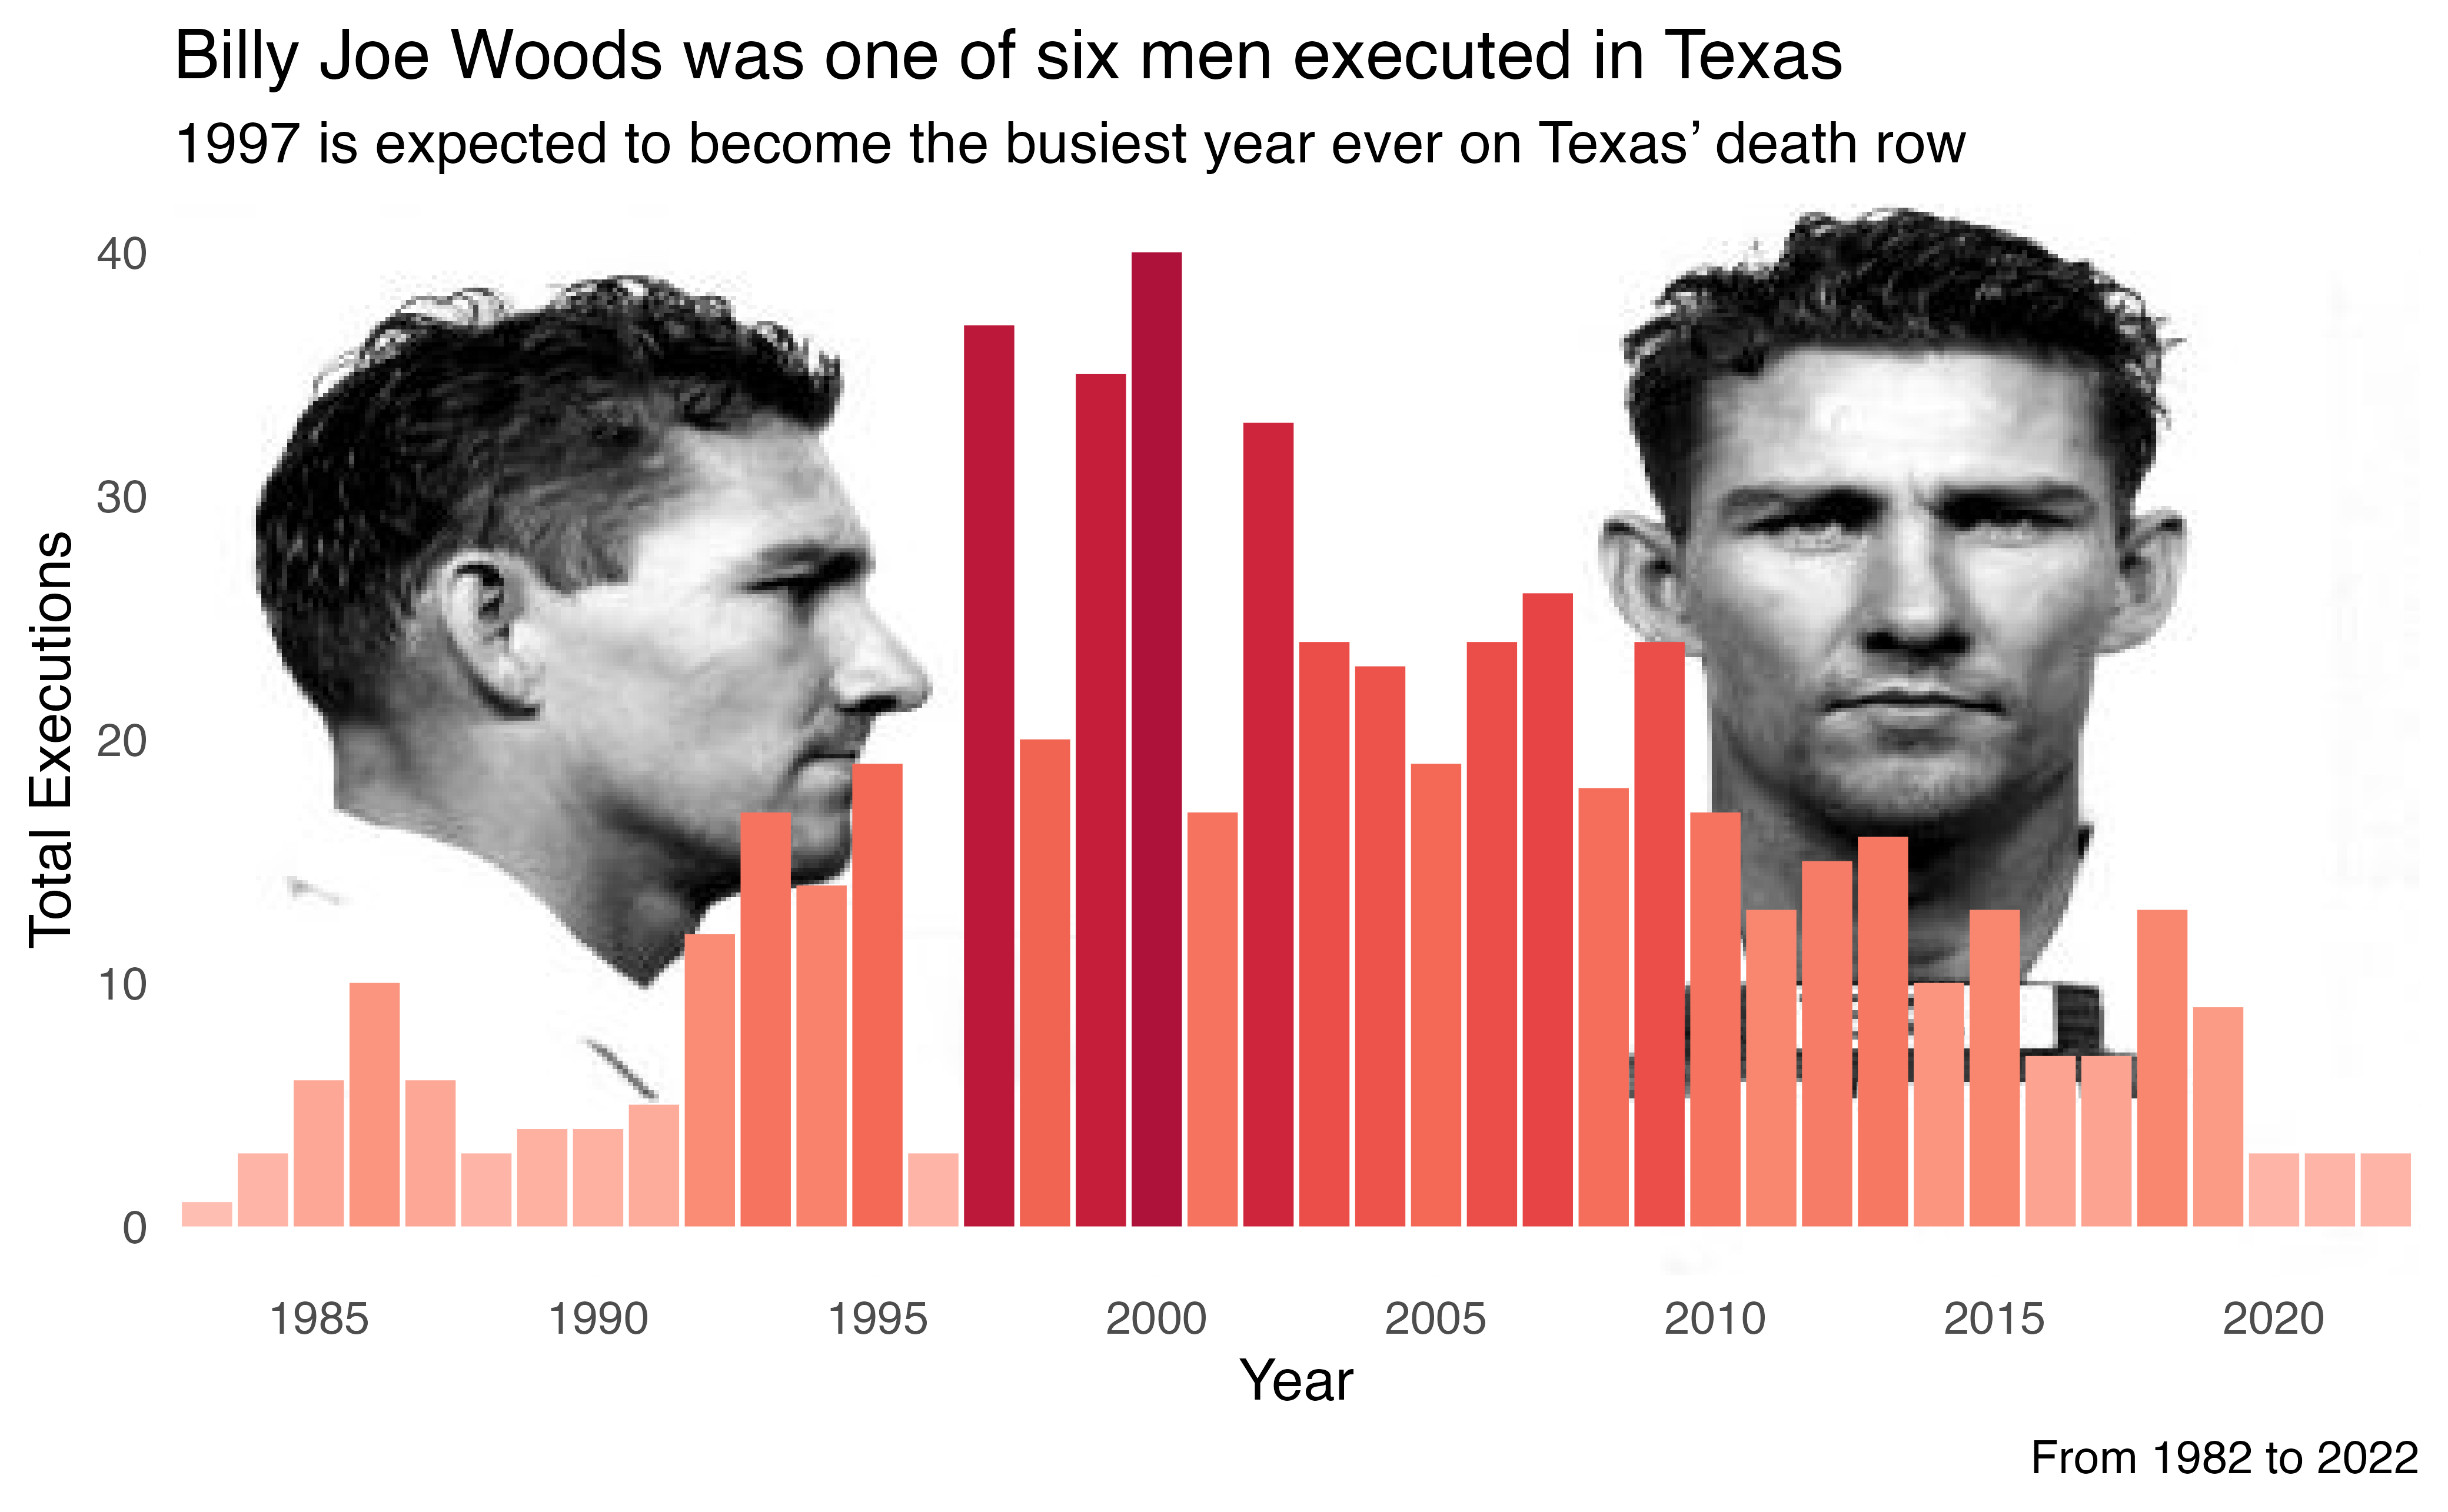 Billy Joe Woods was one of six men executed in Texas
1997 is expected to become the busiest year ever on Texas’ death row
Total Executions
40
30
20
10
0
1985 1990 1995 2000 2005 2010 2015 2020
Year
From 1982 to 2022